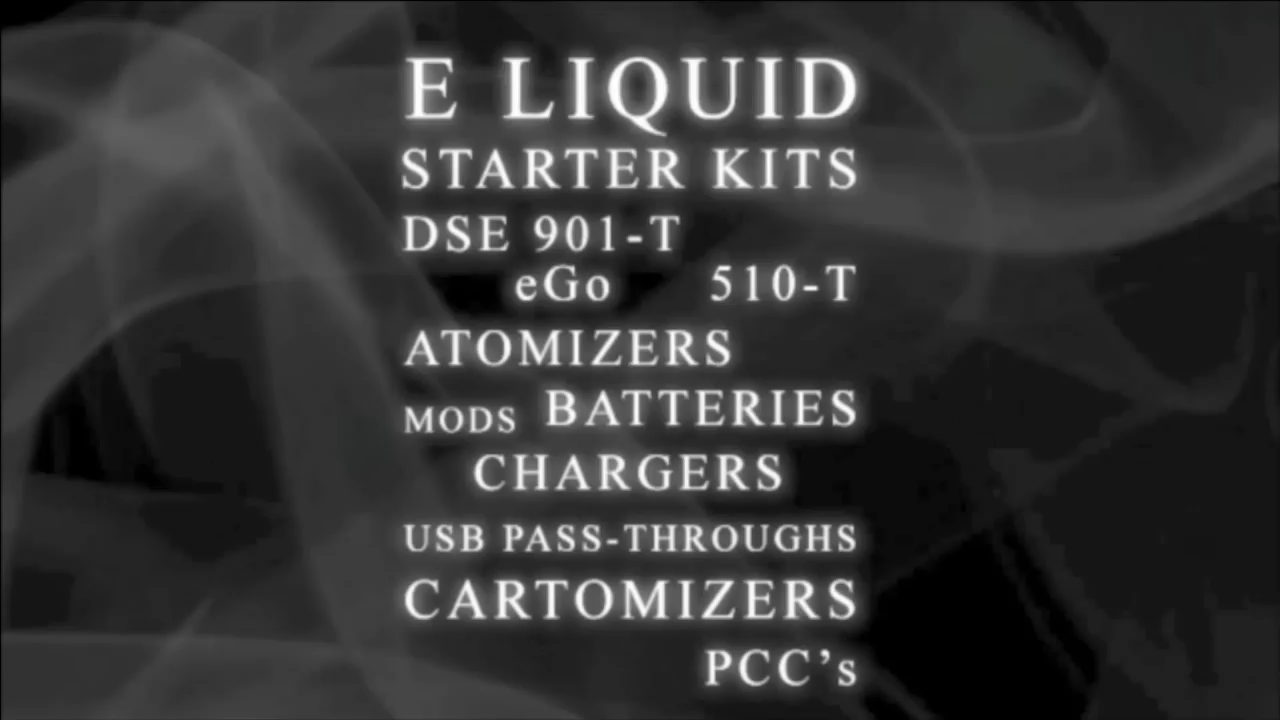 E LIQUID
STARTER KITS
DSE 901-T
eGo 510-T
ATOMIZERS
MODS BATTERIES
CHARGERS
USB PASS-THROUGHS
CARTOMIZERS
PCC's